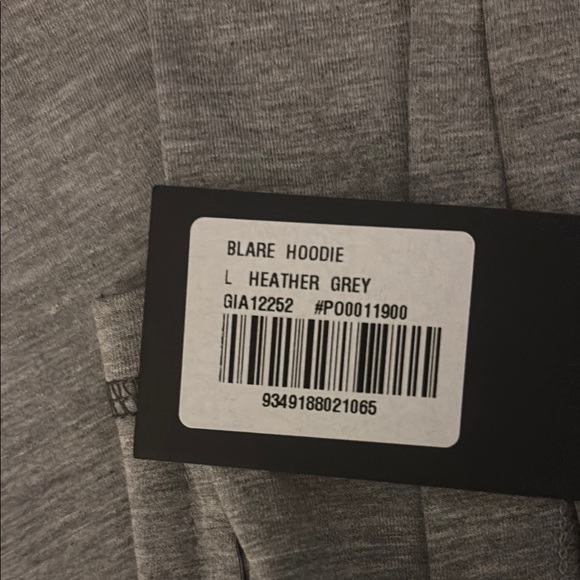 BLARE HOODIE
L HEATHER GREY
GIA12252 #PO0011900
9349188021065